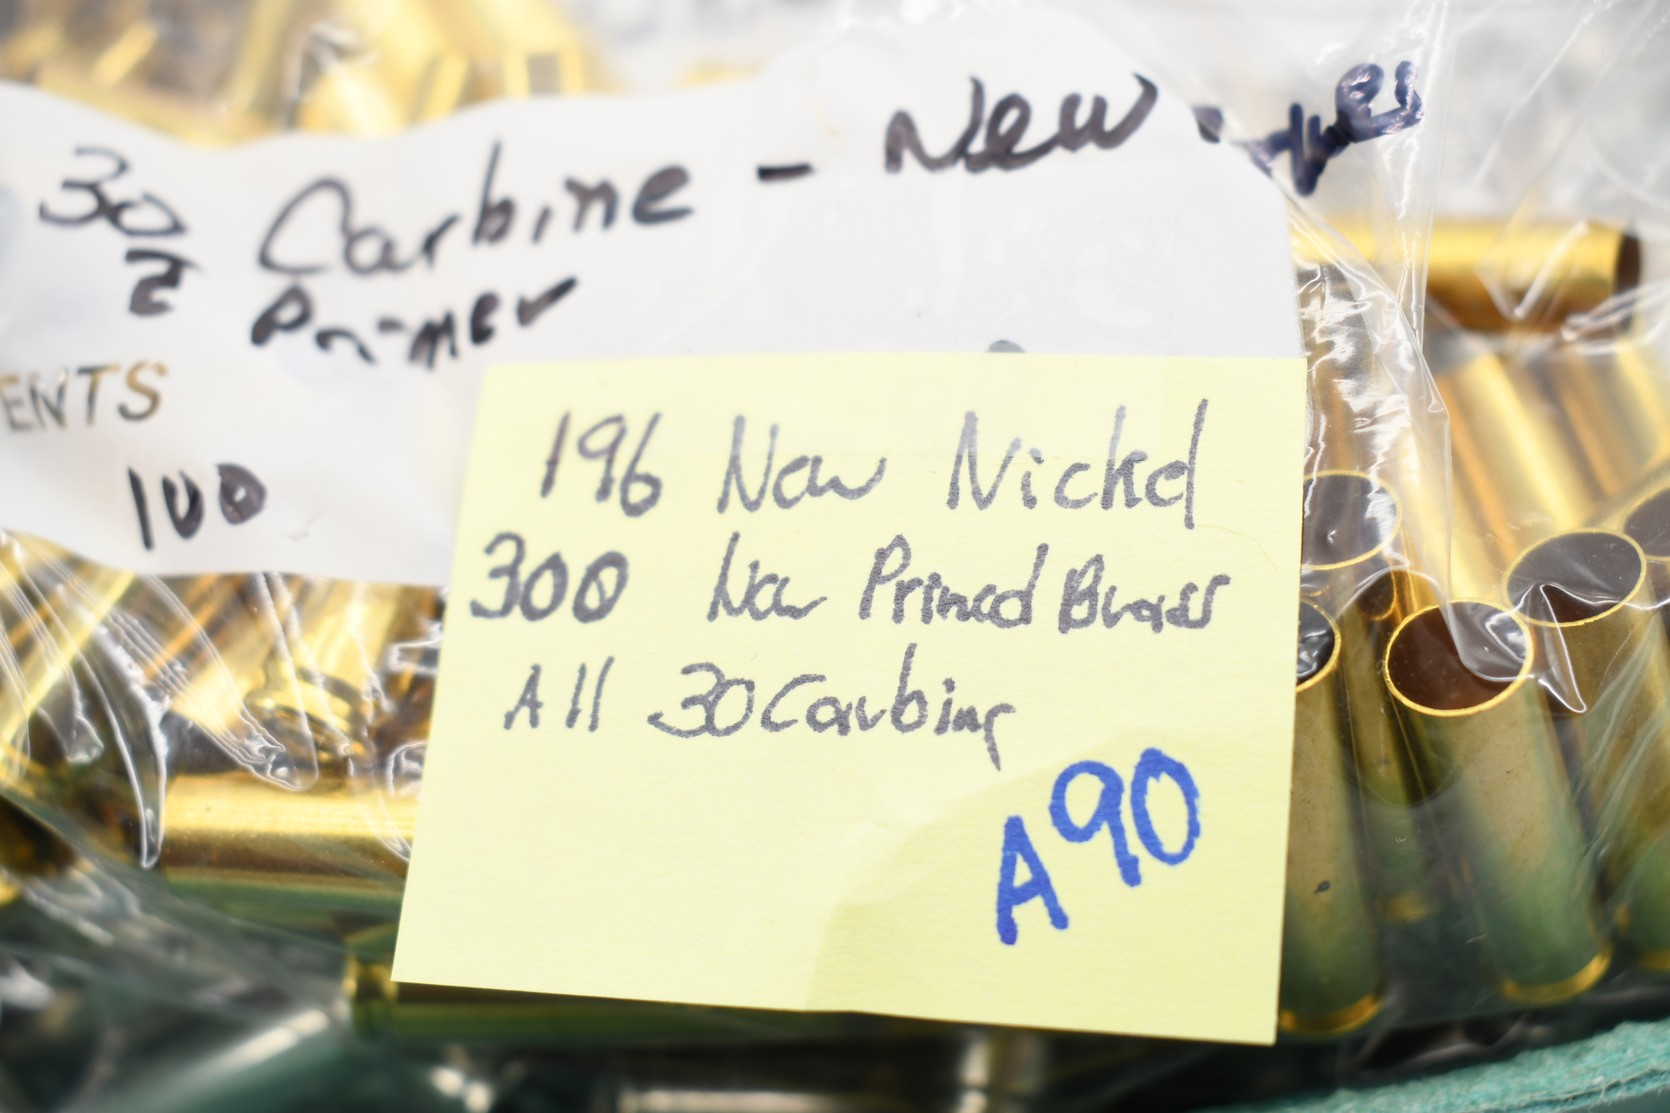 30 Carbine - New
Primer
ENTS
100
196 New Nickel
300 New Primed Brass
All 30 Carbine
A90